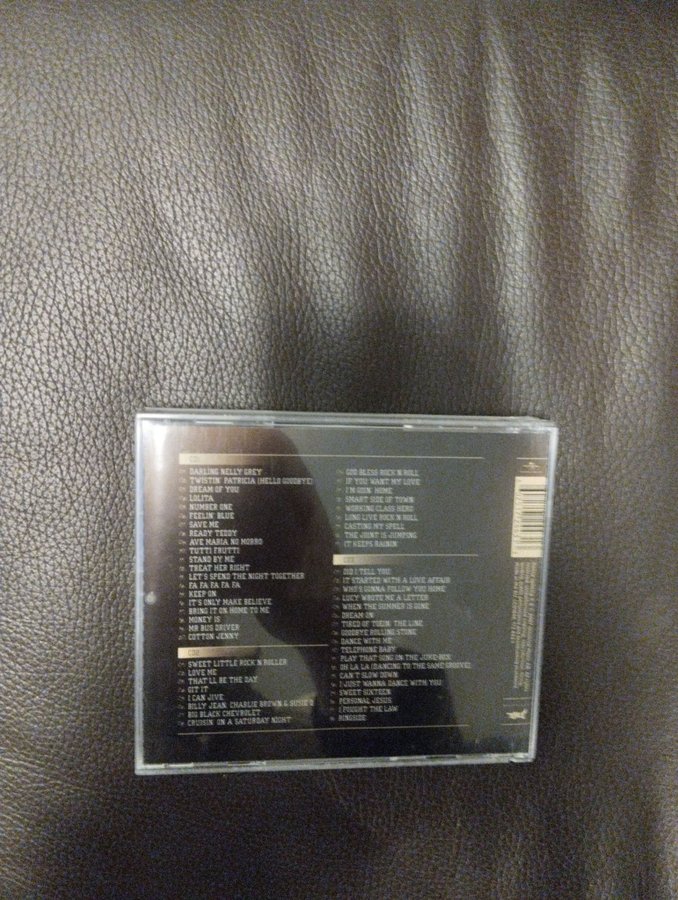 CD1
DARLING NELLY GREY
TWISTIN' PATRICIA (HELLO GOODBYE)
DREAM OF YOU
LOLITA
NUMBER ONE
FEELIN' BLUE
SAVE ME
READY TEDDY
AVE MARIA NO MORRO
TUTTI FRUTTI
STAND BY ME
TREAT HER RIGHT
LET'S SPEND THE NIGHT TOGETHER
FA FA FA FA FA
KEEP ON
IT'S ONLY MAKE BELIEVE
BRING IT ON HOME TO ME
MONEY IS
MR BUS DRIVER
COTTON JENNY
CD2
SWEET LITTLE ROCK'N ROLLER
LOVE ME
THAT'LL BE THE DAY
GIT IT
I CAN JIVE
BILLY JEAN, CHARLIE BROWN & SUSIE Q
BIG BLACK CHEVROLET
CRUISIN' ON A SATURDAY NIGHT
GOD BLESS ROCK'N ROLL
IF YOU WANT MY LOVE
I'M GOIN' HOME
SMART SIDE OF TOWN
WORKING CLASS HERO
LONG LIVE ROCK'N ROLL
CASTING MY SPELL
THE JOINT IS JUMPING
IT KEEPS RAININ'
CD3
DID I TELL YOU
IT STARTED WITH A LOVE AFFAIR
WHO'S GONNA FOLLOW YOU HOME
LUCY WROTE ME A LETTER
WHEN THE SUMMER IS GONE
DREAM ON
TIRED OF TOEIN' THE LINE
GOODBYE ROLLING STONE
DANCE WITH ME
TELEPHONE BABY
PLAY THAT SONG ON THE JUKE-BOX
OH LA LA (DANCING TO THE SAME GROOVE)
CAN'T SLOW DOWN
I JUST WANNA DANCE WITH YOU
SWEET SIXTEEN
PERSONAL JESUS
I FOUGHT THE LAW
RINGSIDE